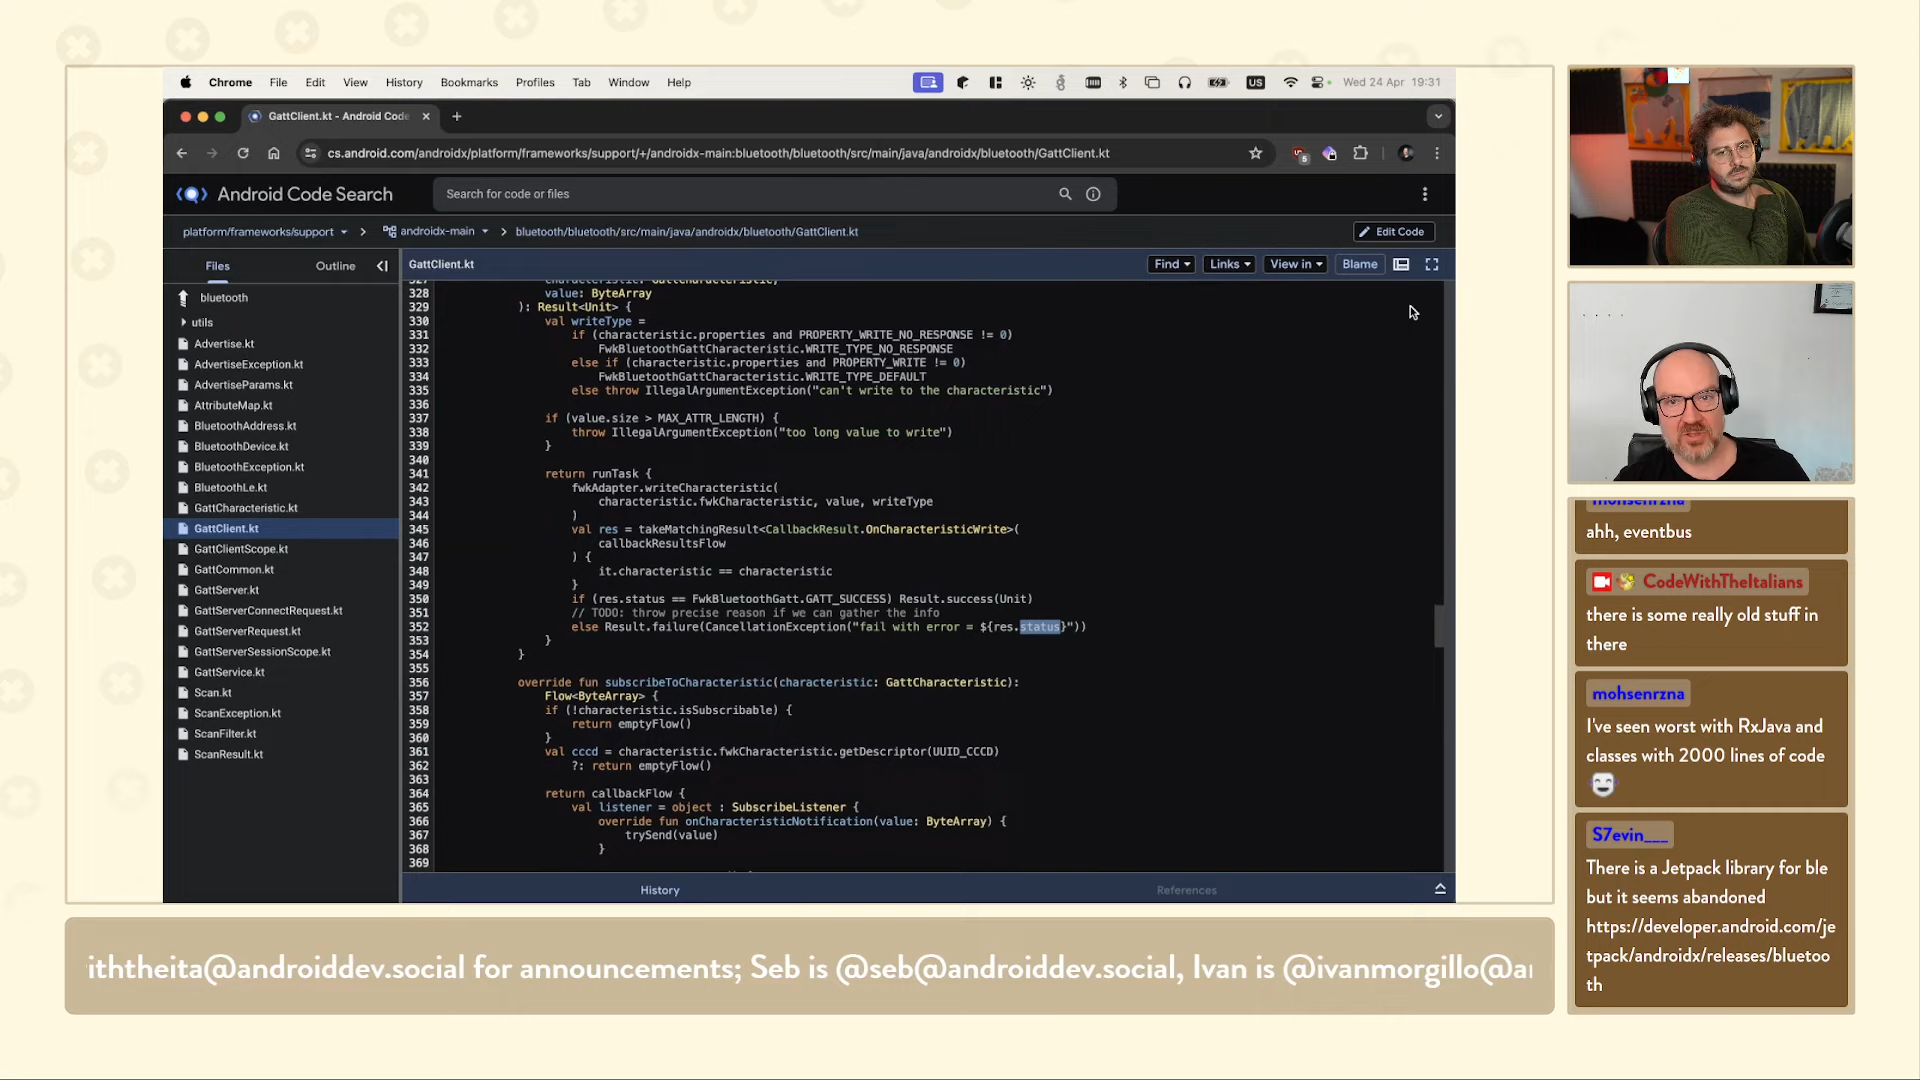 Chrome File Edit View History Bookmarks Profiles Tab Window Help US Wed 24 Apr 19:31
GattClient.kt - Android Code
cs.android.com/androidx/platform/frameworks/support/+/androidx-main:bluetooth/bluetooth/src/main/java/androidx/bluetooth/GattClient.kt
5
Android Code Search
Search for code or files
platform/frameworks/support
androidx-main
bluetooth/bluetooth/src/main/java/androidx/bluetooth/GattClient.kt
Edit Code
Files Outline
GattClient.kt
Find Links View in Blame
bluetooth
utils
Advertise.kt
AdvertiseException.kt
AdvertiseParams.kt
AttributeMap.kt
BluetoothAddress.kt
BluetoothDevice.kt
BluetoothException.kt
BluetoothLe.kt
GattCharacteristic.kt
GattClient.kt
GattClientScope.kt
GattCommon.kt
GattServer.kt
GattServerConnectRequest.kt
GattServerRequest.kt
GattServerSessionScope.kt
GattService.kt
Scan.kt
ScanException.kt
ScanFilter.kt
ScanResult.kt
327 characteristic: GattCharacteristic,
328 value: ByteArray
329 ): Result<Unit> {
330 val writeType =
331 if (characteristic.properties and PROPERTY_WRITE_NO_RESPONSE != 0)
332 FwkBluetoothGattCharacteristic.WRITE_TYPE_NO_RESPONSE
333 else if (characteristic.properties and PROPERTY_WRITE != 0)
334 FwkBluetoothGattCharacteristic.WRITE_TYPE_DEFAULT
335 else throw IllegalArgumentException("can't write to the characteristic")
336
337 if (value.size > MAX_ATTR_LENGTH) {
338 throw IllegalArgumentException("too long value to write")
339 }
340
341 return runTask {
342 fwkAdapter.writeCharacteristic(
343 characteristic.fwkCharacteristic, value, writeType
344 )
345 val res = takeMatchingResult<CallbackResult.OnCharacteristicWrite>(
346 callbackResultsFlow
347 ) {
348 it.characteristic == characteristic
349 }
350 if (res.status == FwkBluetoothGatt.GATT_SUCCESS) Result.success(Unit)
351 // TODO: throw precise reason if we can gather the info
352 else Result.failure(CancellationException("fail with error = ${res.status}"))
353 }
354 }
355
356 override fun subscribeToCharacteristic(characteristic: GattCharacteristic):
357 Flow<ByteArray> {
358 if (!characteristic.isSubscribable) {
359 return emptyFlow()
360 }
361 val cccd = characteristic.fwkCharacteristic.getDescriptor(UUID_CCCD)
362 ?: return emptyFlow()
363
364 return callbackFlow {
365 val listener = object : SubscribeListener {
366 override fun onCharacteristicNotification(value: ByteArray) {
367 trySend(value)
368 }
369
History References
mohsenrzna
ahh, eventbus
CodeWithTheItalians
there is some really old stuff in
there
mohsenrzna
I've seen worst with RxJava and
classes with 2000 lines of code
S7evin___
There is a Jetpack library for ble
but it seems abandoned
https://developer.android.com/je
tpack/androidx/releases/bluetoo
th
iththeita@androiddev.social for announcements; Seb is @seb@androiddev.social, Ivan is @ivanmorgillo@a